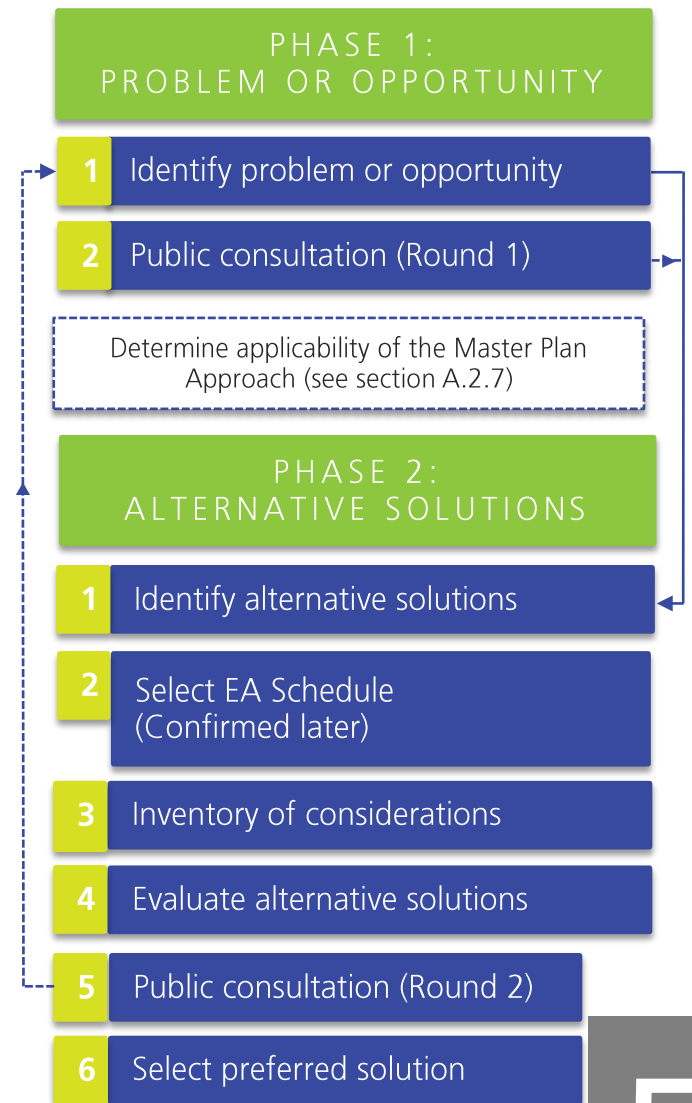 PHASE 1:
PROBLEM OR OPPORTUNITY
1 Identify problem or opportunity
2 Public consultation (Round 1)
Determine applicability of the Master Plan
Approach (see section A.2.7)
PHASE 2:
ALTERNATIVE SOLUTIONS
1 Identify alternative solutions
2 Select EA Schedule
(Confirmed later)
3 Inventory of considerations
4 Evaluate alternative solutions
5 Public consultation (Round 2)
6 Select preferred solution